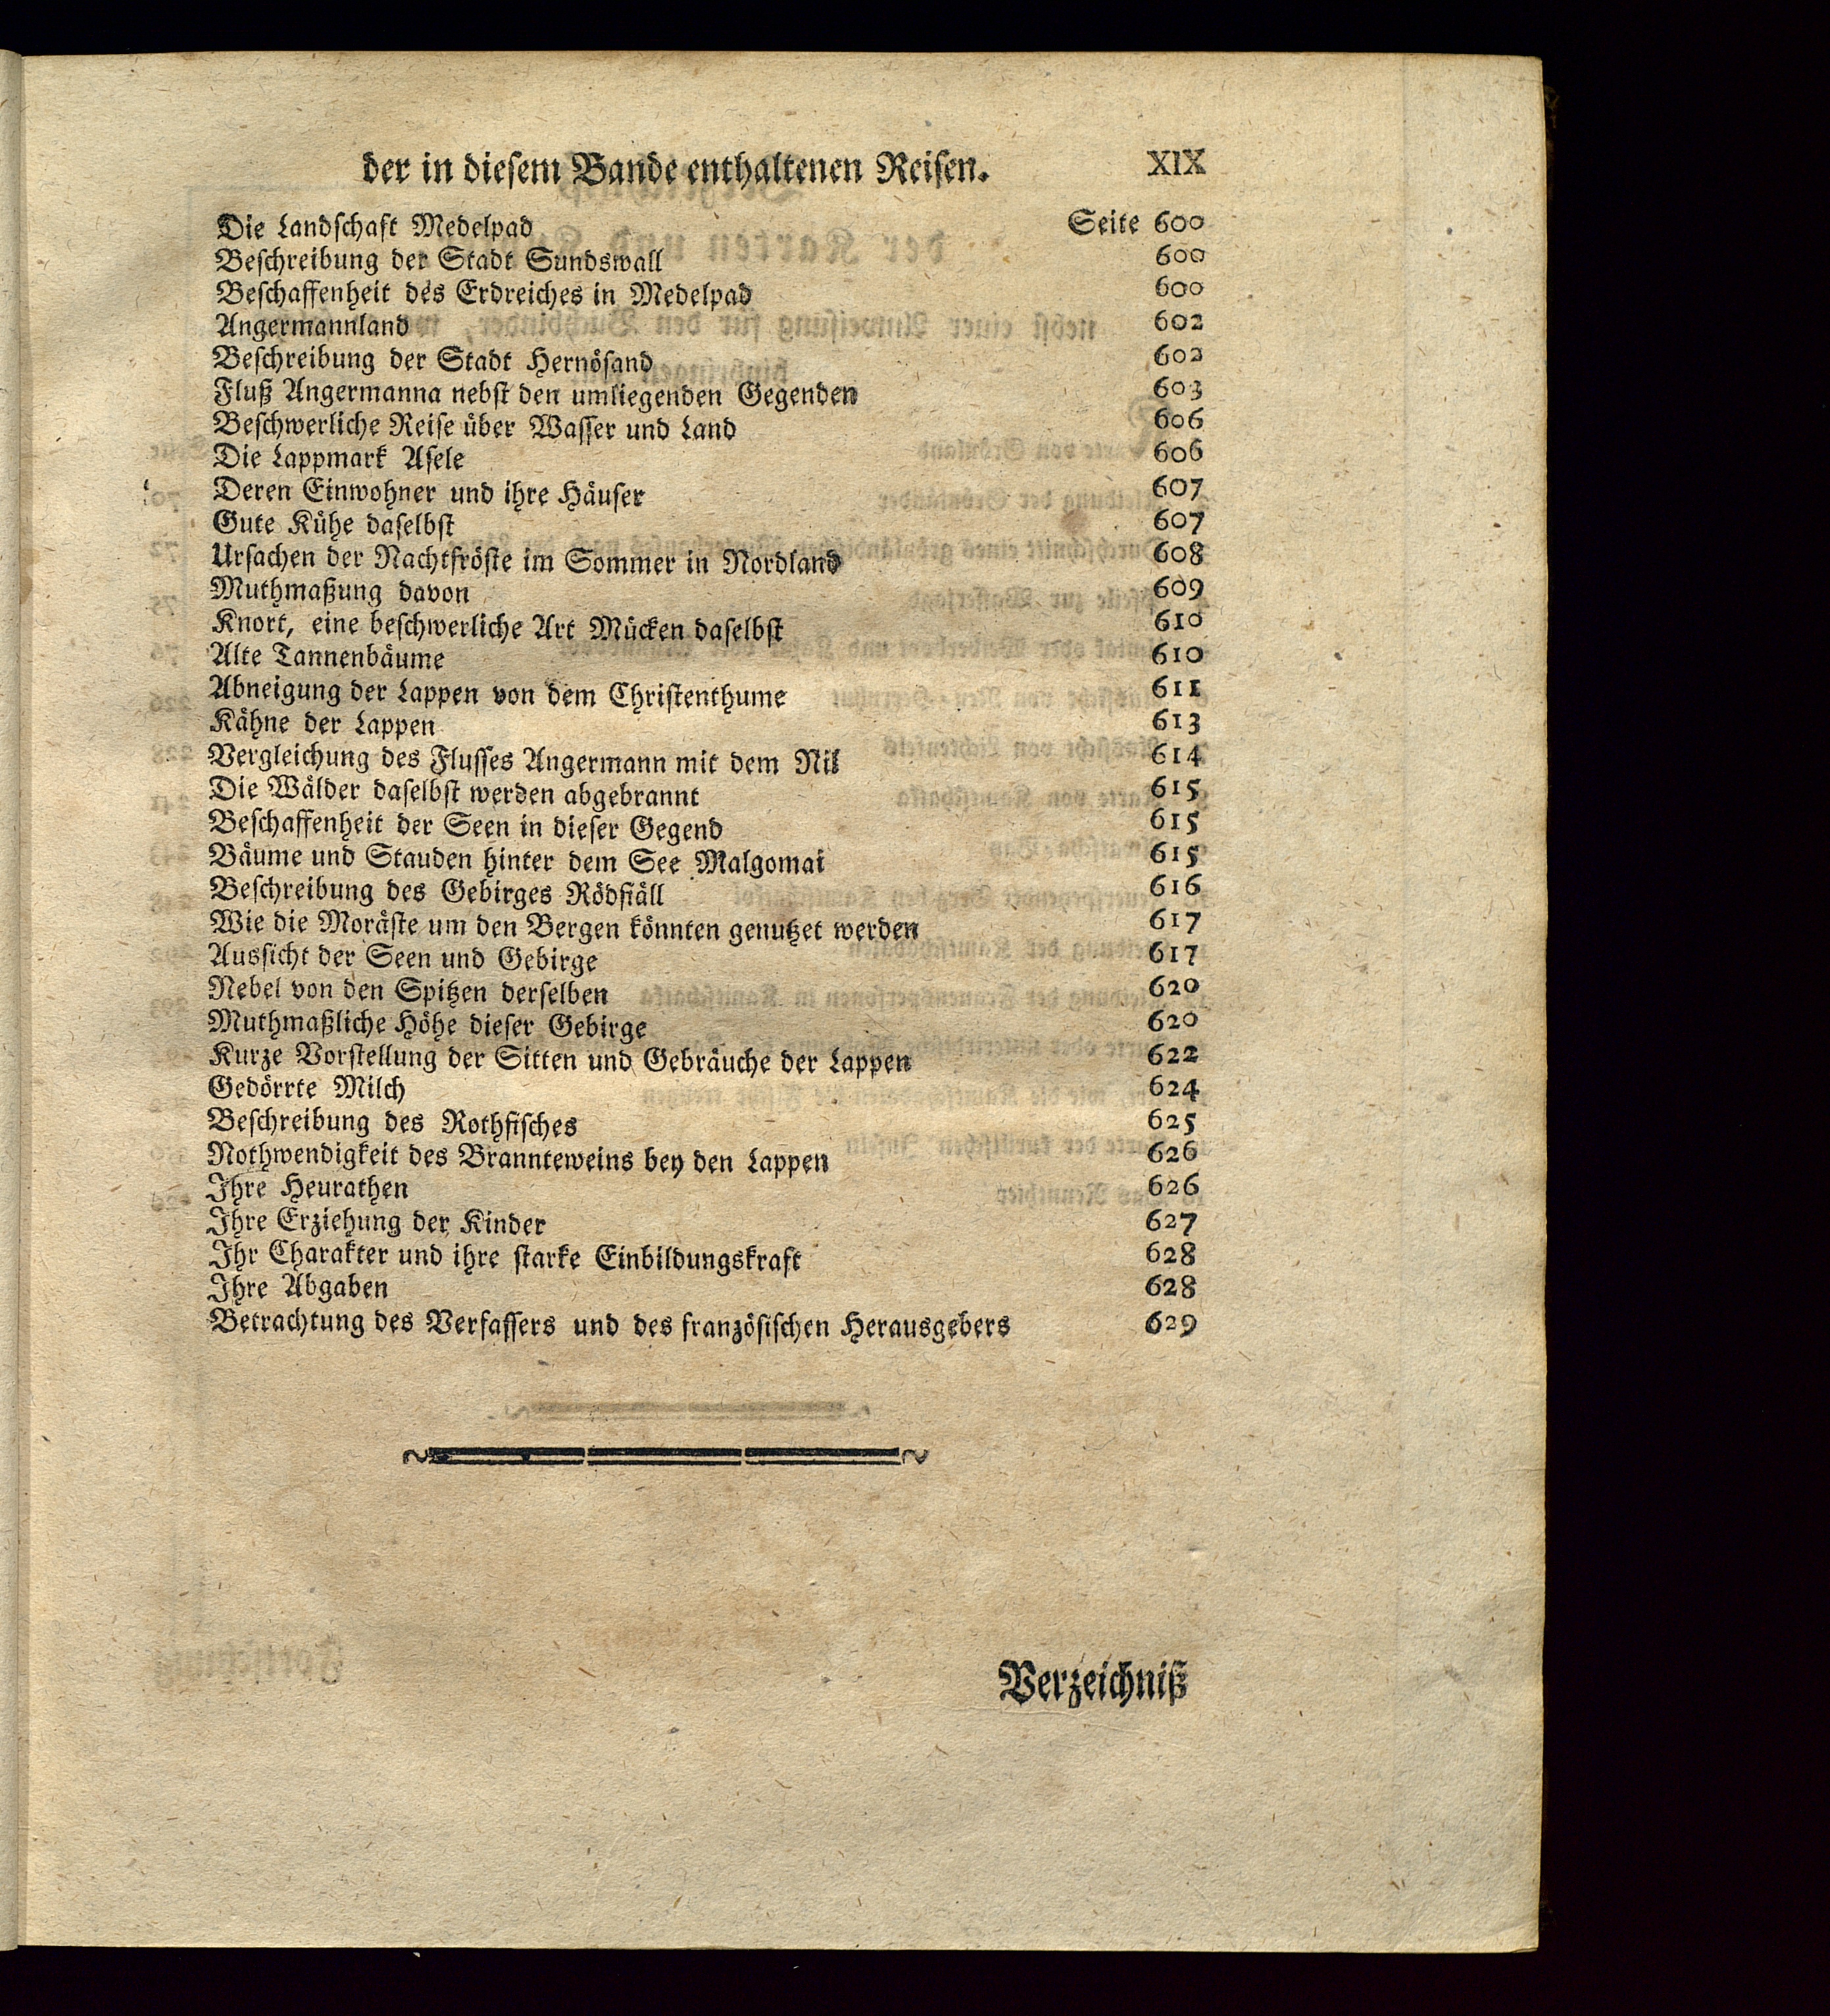 der in diesem Bande enthaltenen Reisen. XIX
Die Landschaft Medelpad Seite 600
Beschreibung der Stadt Sundswall 600
Beschaffenheit des Erdreiches in Medelpad 600
Angermannland 602
Beschreibung der Stadt Hernösand 602
Fluß Angermanna nebst den umliegenden Gegenden 603
Beschwerliche Reise über Wasser und Land 606
Die Lappmark Asele 606
Deren Einwohner und ihre Häuser 607
Gute Kühe daselbst 607
Ursachen der Nachtfröste im Sommer in Nordland 608
Muthmaßung davon 609
Knort, eine beschwerliche Art Mücken daselbst 610
Alte Tannenbäume 610
Abneigung der Lappen von dem Christenthume 611
Kähne der Lappen 613
Vergleichung des Flusses Angermann mit dem Nil 614
Die Wälder daselbst werden abgebrannt 615
Beschaffenheit der Seen in dieser Gegend 615
Bäume und Stauden hinter dem See Malgomai 615
Beschreibung des Gebirges Rödfiäll 616
Wie die Moräste um den Bergen könnten genutzet werden 617
Aussicht der Seen und Gebirge 617
Nebel von den Spitzen derselben 620
Muthmaßliche Höhe dieser Gebirge 620
Kurze Vorstellung der Sitten und Gebräuche der Lappen 622
Gedörrte Milch 624
Beschreibung des Rothfisches 625
Nothwendigkeit des Brannteweins bey den Lappen 626
Ihre Heurathen 626
Ihre Erziehung der Kinder 627
Ihr Charakter und ihre starke Einbildungskraft 628
Ihre Abgaben 628
Betrachtung des Verfassers und des französischen Herausgebers 629
Verzeichniß